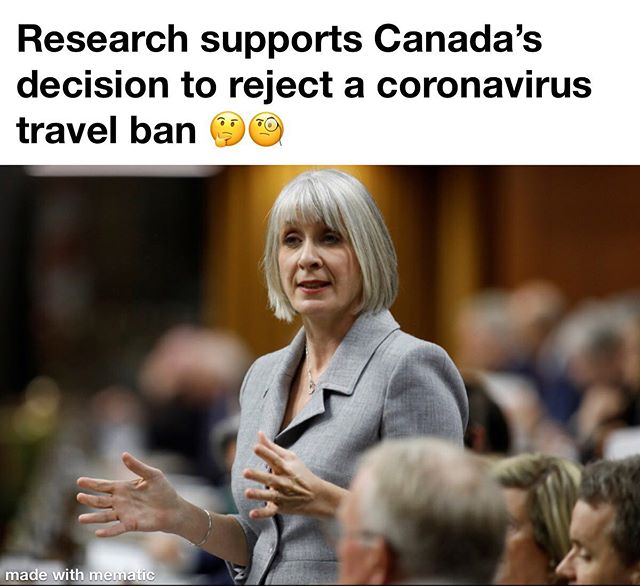 Research supports Canada’s
decision to reject a coronavirus
travel ban 🤔🧐
made with mematic